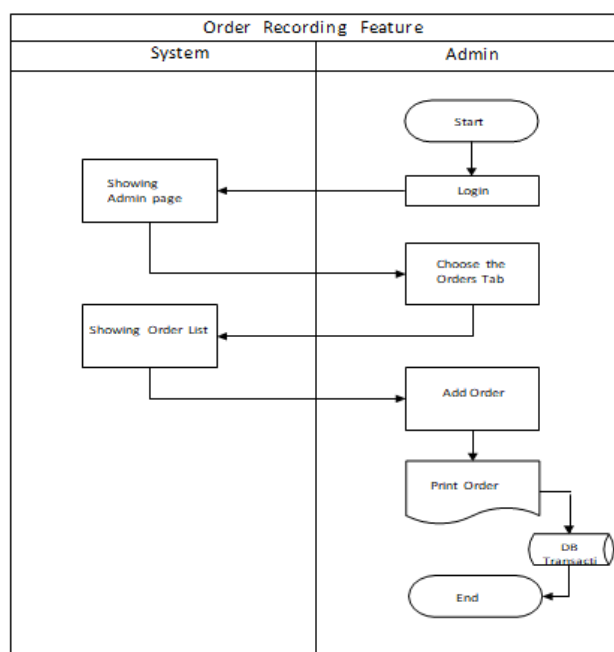 Order Recording Feature
System
Admin
Start
Login
Showing
Admin page
Choose the
Orders Tab
Showing Order List
Add Order
Print Order
DB
Transacti
End